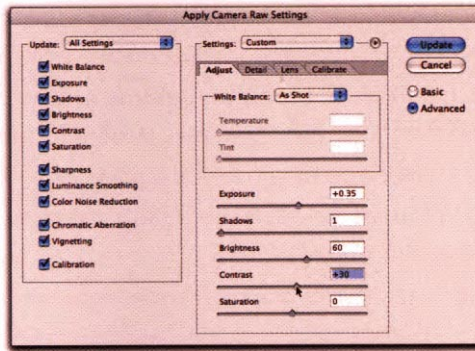 Apply Camera Raw Settings
Update: All Settings
White Balance
Exposure
Shadows
Brightness
Contrast
Saturation
Sharpness
Luminance Smoothing
Color Noise Reduction
Chromatic Aberration
Vignetting
Calibration
Settings: Custom
Adjust Detail Lens Calibrate
White Balance: As Shot
Temperature
Tint
Exposure +0.35
Shadows 1
Brightness 60
Contrast +30
Saturation 0
Update
Cancel
Basic
Advanced